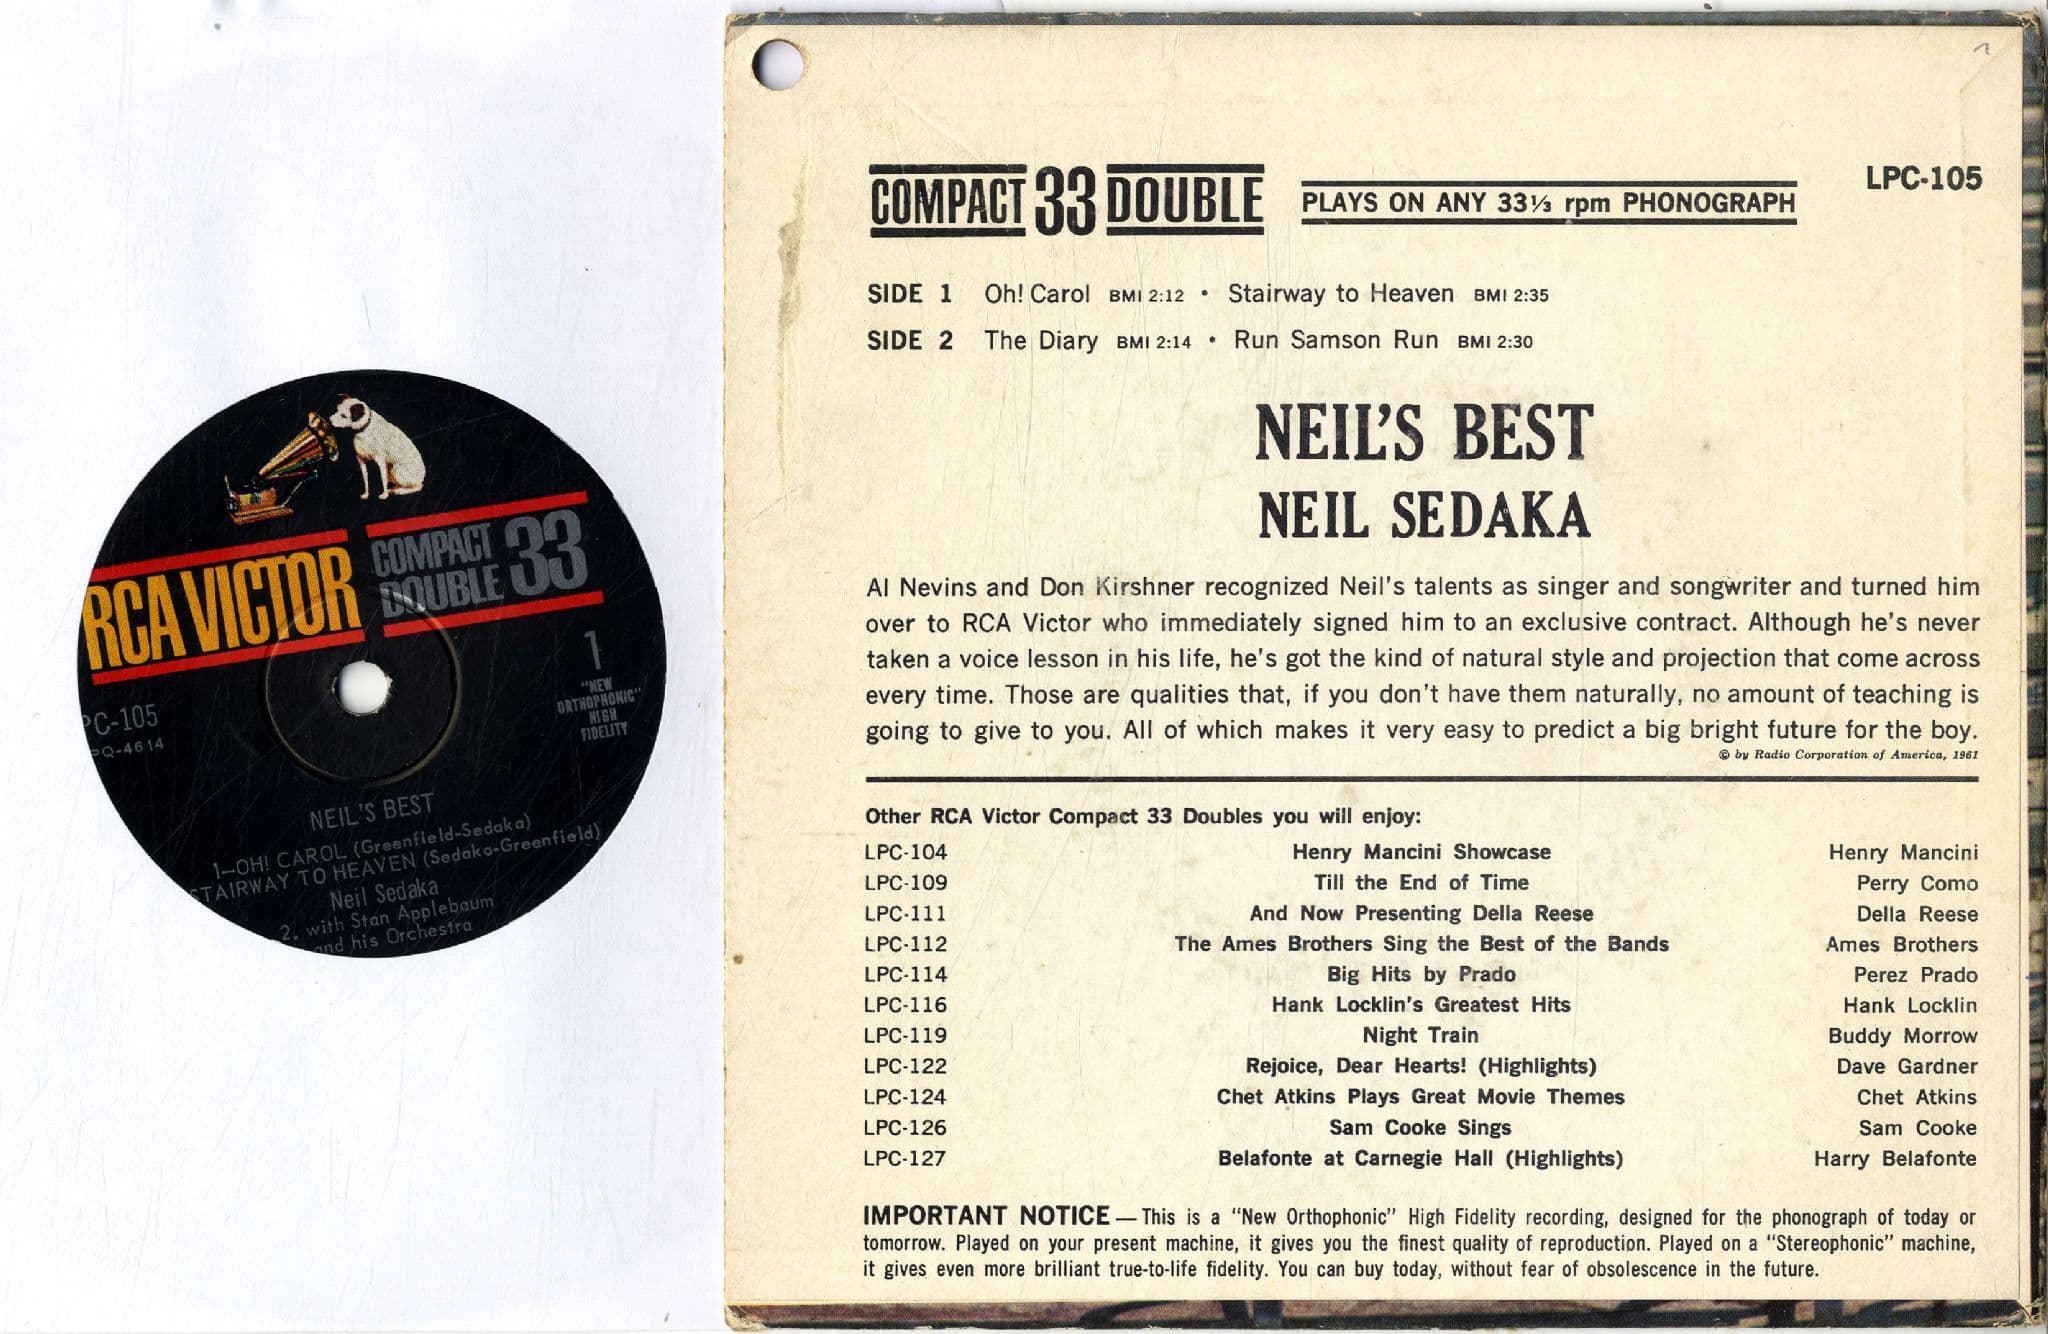 RCA VICTOR
COMPACT
DOUBLE 33
1
"NEW
ORTHOPHONIC"
HIGH
FIDELITY
PC-105
PQ-4614
NEIL'S BEST
1—OH! CAROL (Greenfield-Sedaka)
STAIRWAY TO HEAVEN (Sedaka-Greenfield)
Neil Sedaka
2. with Stan Applebaum
and his Orchestra
COMPACT 33 DOUBLE
PLAYS ON ANY 33⅓ rpm PHONOGRAPH
LPC-105
SIDE 1 Oh! Carol BMI 2:12 • Stairway to Heaven BMI 2:35
SIDE 2 The Diary BMI 2:14 • Run Samson Run BMI 2:30
NEIL'S BEST
NEIL SEDAKA
Al Nevins and Don Kirshner recognized Neil's talents as singer and songwriter and turned him
over to RCA Victor who immediately signed him to an exclusive contract. Although he's never
taken a voice lesson in his life, he's got the kind of natural style and projection that come across
every time. Those are qualities that, if you don't have them naturally, no amount of teaching is
going to give to you. All of which makes it very easy to predict a big bright future for the boy.
© by Radio Corporation of America, 1961
Other RCA Victor Compact 33 Doubles you will enjoy:
LPC-104 Henry Mancini Showcase Henry Mancini
LPC-109 Till the End of Time Perry Como
LPC-111 And Now Presenting Della Reese Della Reese
LPC-112 The Ames Brothers Sing the Best of the Bands Ames Brothers
LPC-114 Big Hits by Prado Perez Prado
LPC-116 Hank Locklin's Greatest Hits Hank Locklin
LPC-119 Night Train Buddy Morrow
LPC-122 Rejoice, Dear Hearts! (Highlights) Dave Gardner
LPC-124 Chet Atkins Plays Great Movie Themes Chet Atkins
LPC-126 Sam Cooke Sings Sam Cooke
LPC-127 Belafonte at Carnegie Hall (Highlights) Harry Belafonte
IMPORTANT NOTICE — This is a "New Orthophonic" High Fidelity recording, designed for the phonograph of today or
tomorrow. Played on your present machine, it gives you the finest quality of reproduction. Played on a "Stereophonic" machine,
it gives even more brilliant true-to-life fidelity. You can buy today, without fear of obsolescence in the future.